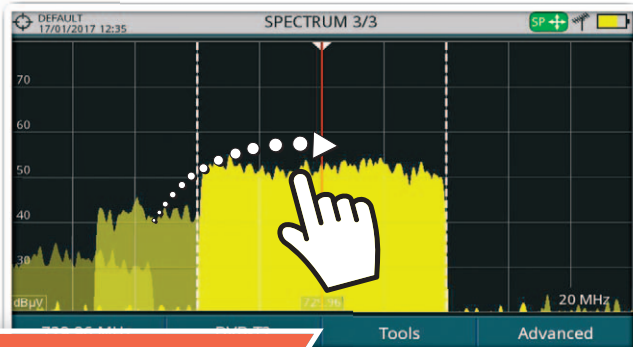 DEFAULT
17/01/2017 12:35
SPECTRUM 3/3
SP
70
60
50
40
30
dBµV
20 MHz
Tools
Advanced